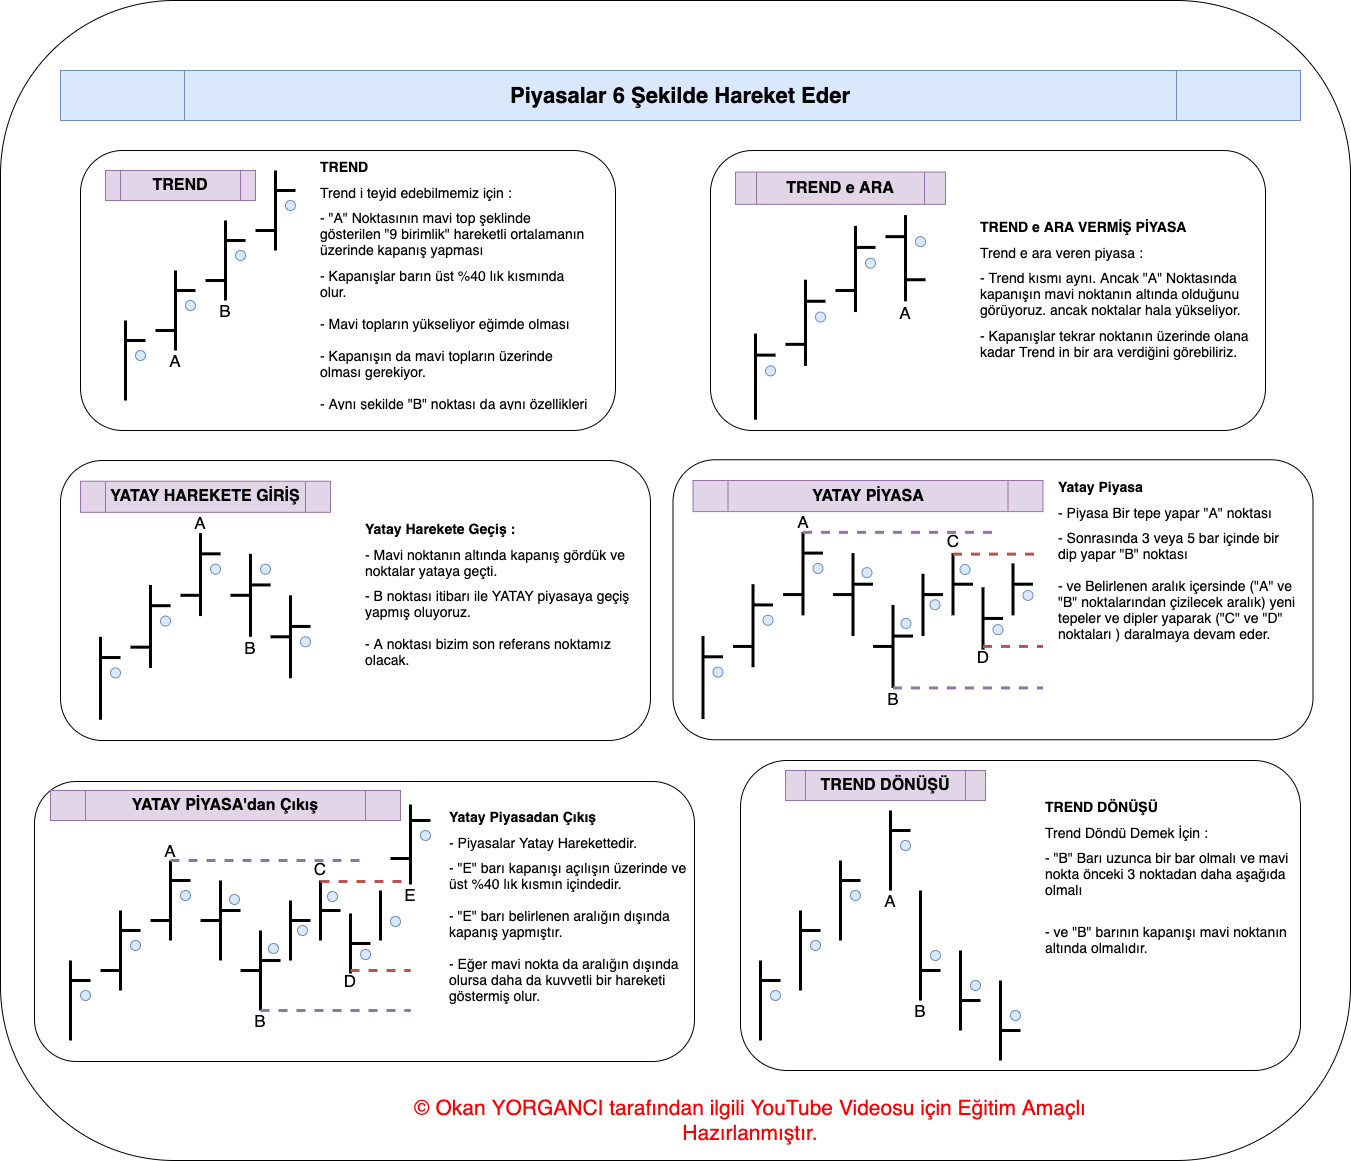 Piyasalar 6 Şekilde Hareket Eder
TREND
TREND
Trend i teyid edebilmemiz için :
- "A" Noktasının mavi top şeklinde
gösterilen "9 birimlik" hareketli ortalamanın
üzerinde kapanış yapması
- Kapanışlar barın üst %40 lık kısmında
olur.
- Mavi topların yükseliyor eğimde olması
- Kapanışın da mavi topların üzerinde
olması gerekiyor.
- Aynı şekilde "B" noktası da aynı özellikleri
A
B
TREND e ARA
TREND e ARA VERMİŞ PİYASA
Trend e ara veren piyasa :
- Trend kısmı aynı. Ancak "A" Noktasında
kapanışın mavi noktanın altında olduğunu
görüyoruz. ancak noktalar hala yükseliyor.
- Kapanışlar tekrar noktanın üzerinde olana
kadar Trend in bir ara verdiğini görebiliriz.
A
YATAY HAREKETE GİRİŞ
A
B
Yatay Harekete Geçiş :
- Mavi noktanın altında kapanış gördük ve
noktalar yataya geçti.
- B noktası itibarı ile YATAY piyasaya geçiş
yapmış oluyoruz.
- A noktası bizim son referans noktamız
olacak.
YATAY PİYASA
A
C
D
B
Yatay Piyasa
- Piyasa Bir tepe yapar "A" noktası
- Sonrasında 3 veya 5 bar içinde bir
dip yapar "B" noktası
- ve Belirlenen aralık içersinde ("A" ve
"B" noktalarından çizilecek aralık) yeni
tepeler ve dipler yaparak ("C" ve "D"
noktaları ) daralmaya devam eder.
YATAY PİYASA'dan Çıkış
A
C
E
D
B
Yatay Piyasadan Çıkış
- Piyasalar Yatay Harekettedir.
- "E" barı kapanışı açılışın üzerinde ve
üst %40 lık kısmın içindedir.
- "E" barı belirlenen aralığın dışında
kapanış yapmıştır.
- Eğer mavi nokta da aralığın dışında
olursa daha da kuvvetli bir hareketi
göstermiş olur.
TREND DÖNÜŞÜ
A
B
TREND DÖNÜŞÜ
Trend Döndü Demek İçin :
- "B" Barı uzunca bir bar olmalı ve mavi
nokta önceki 3 noktadan daha aşağıda
olmalı
- ve "B" barının kapanışı mavi noktanın
altında olmalıdır.
© Okan YORGANCI tarafından ilgili YouTube Videosu için Eğitim Amaçlı
Hazırlanmıştır.